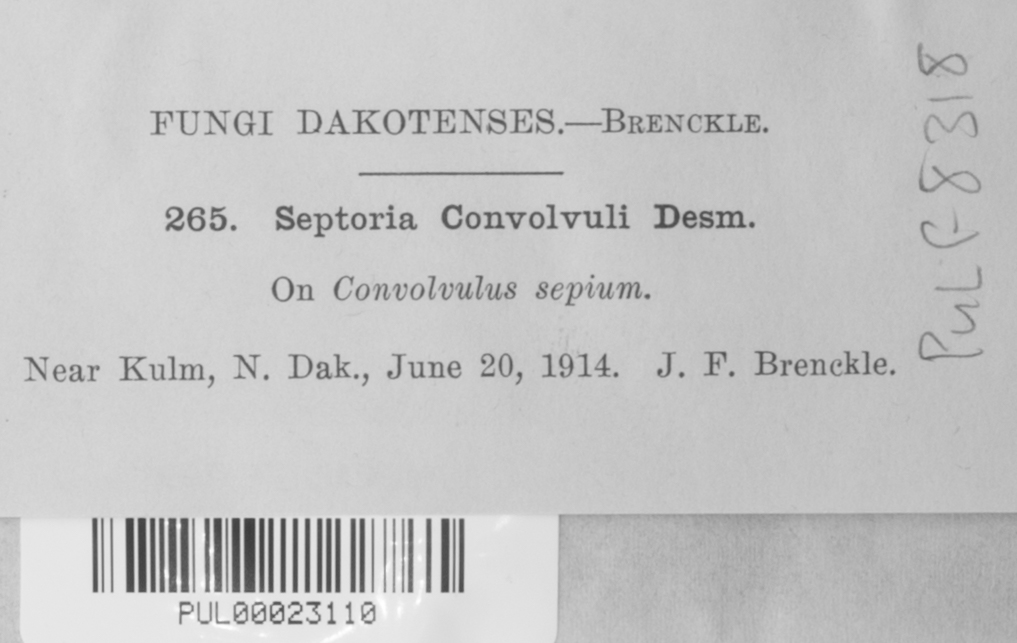 FUNGI DAKOTENSES.—BRENCKLE.
265. Septoria Convolvuli Desm.
On Convolvulus sepium.
Near Kulm, N. Dak., June 20, 1914. J. F. Brenckle.
PUL F-8318
PUL00023110